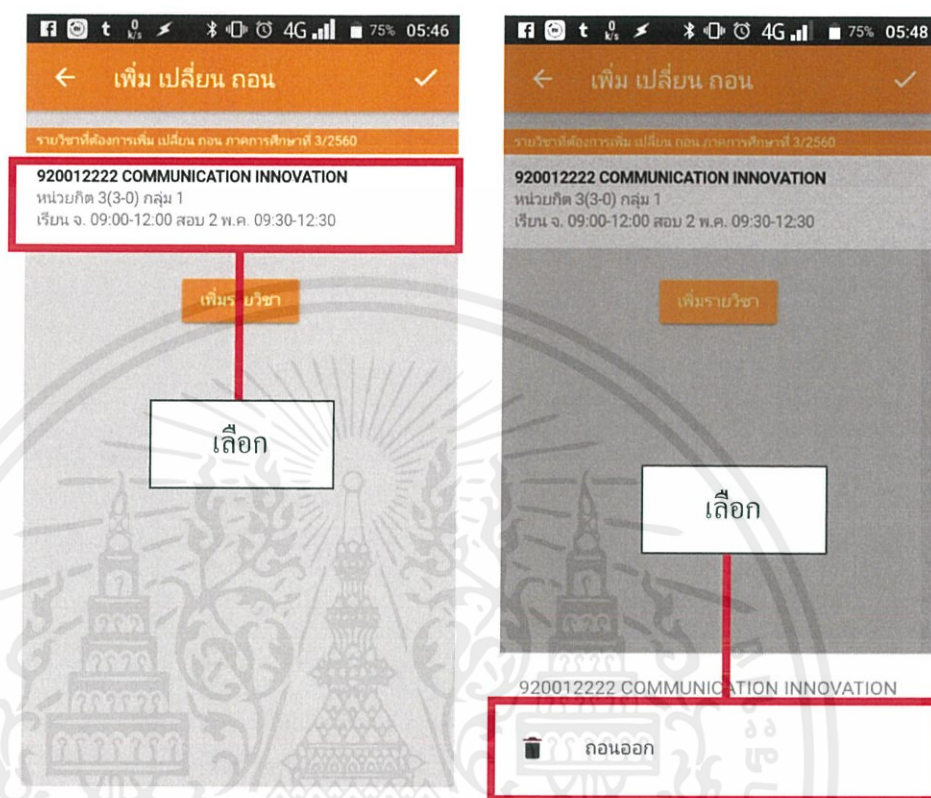 t 0 k/s 4G 75% 05:46
เพิ่ม เปลี่ยน ถอน
รายวิชาที่ต้องการเพิ่ม เปลี่ยน ถอน ภาคการศึกษาที่ 3/2560
920012222 COMMUNICATION INNOVATION
หน่วยกิต 3(3-0) กลุ่ม 1
เรียน จ. 09:00-12:00 สอบ 2 พ.ค. 09:30-12:30
เพิ่มรายวิชา
เลือก
t 0 k/s 4G 75% 05:48
เพิ่ม เปลี่ยน ถอน
รายวิชาที่ต้องการเพิ่ม เปลี่ยน ถอน ภาคการศึกษาที่ 3/2560
920012222 COMMUNICATION INNOVATION
หน่วยกิต 3(3-0) กลุ่ม 1
เรียน จ. 09:00-12:00 สอบ 2 พ.ค. 09:30-12:30
เพิ่มรายวิชา
เลือก
920012222 COMMUNICATION INNOVATION
ถอนออก